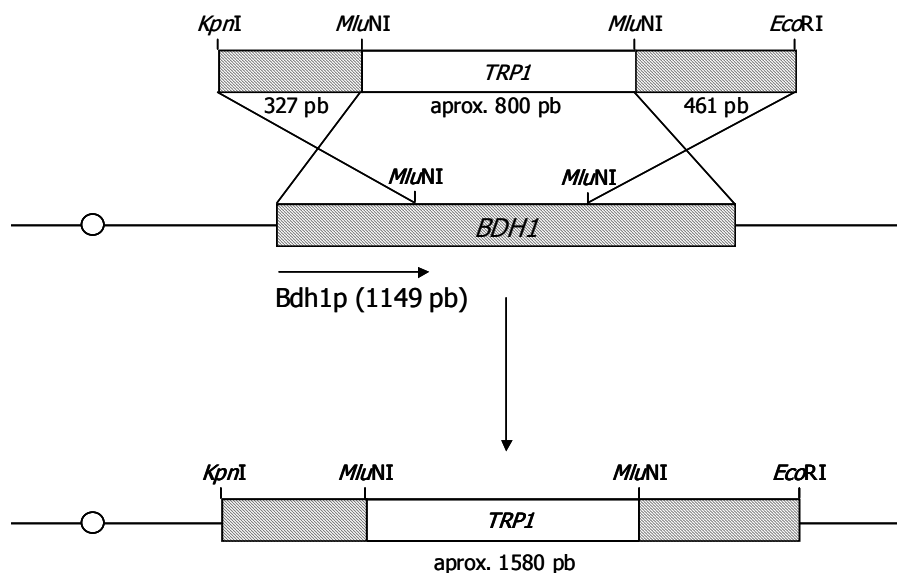 KpnI MluNI MluNI EcoRI
TRP1
327 pb aprox. 800 pb 461 pb
MluNI MluNI
BDH1
Bdh1p (1149 pb)
KpnI MluNI MluNI EcoRI
TRP1
aprox. 1580 pb